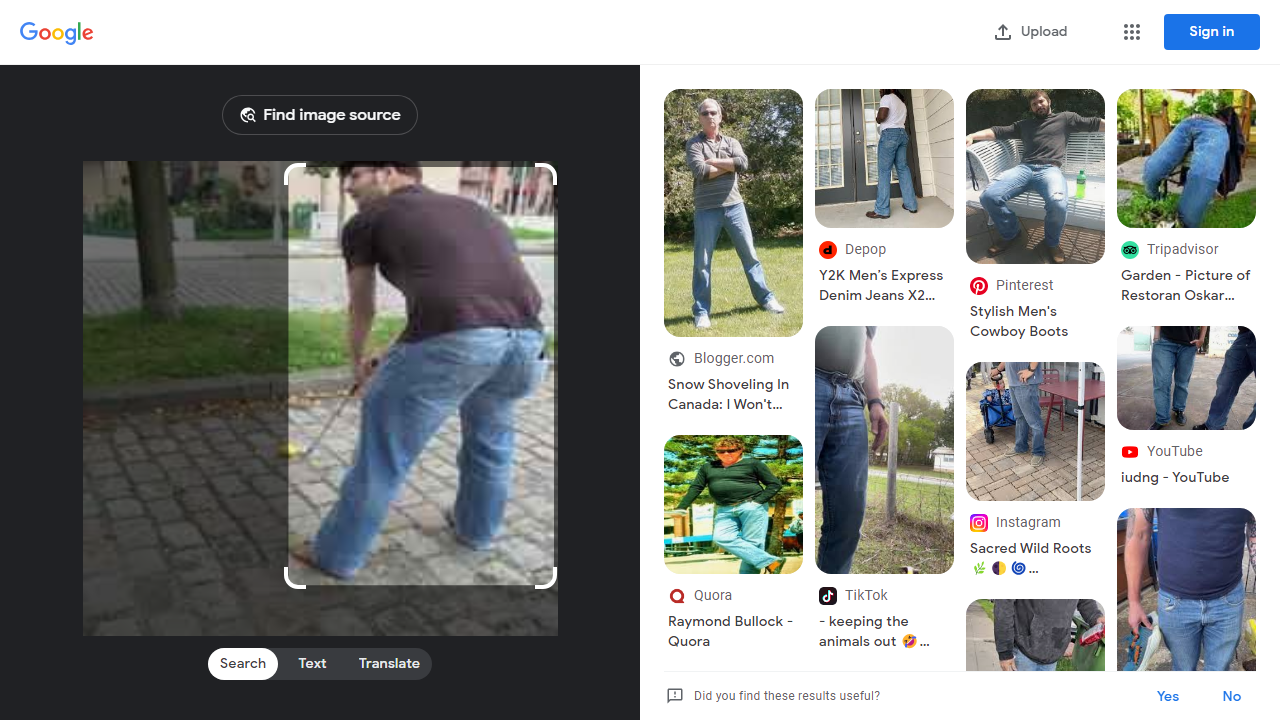 Google
Upload
Sign in
Find image source
Search
Text
Translate
Blogger.com
Snow Shoveling In
Canada: I Won't...
Quora
Raymond Bullock -
Quora
Depop
Y2K Men's Express
Denim Jeans X2...
TikTok
- keeping the
animals out 🤣...
Pinterest
Stylish Men's
Cowboy Boots
Instagram
Sacred Wild Roots
🌿 🌗 🌀...
Tripadvisor
Garden - Picture of
Restoran Oskar...
YouTube
iudng - YouTube
Did you find these results useful?
Yes
No